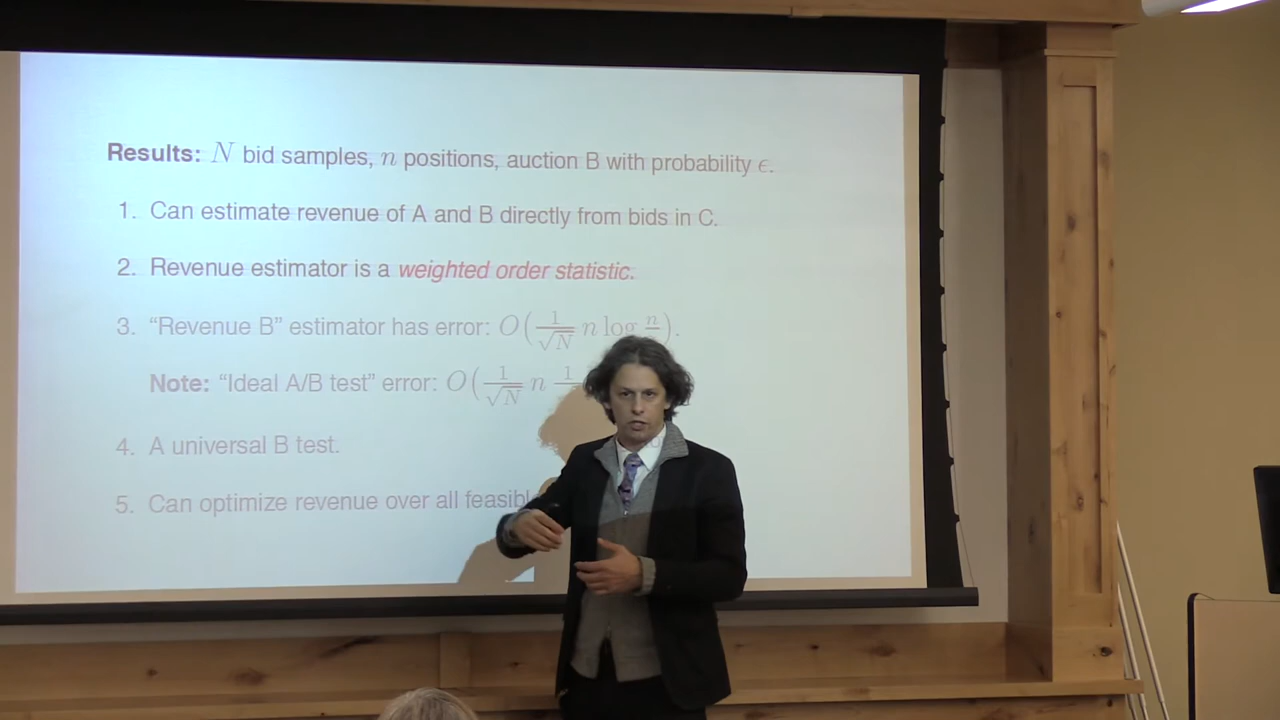 Results: N bid samples, n positions, auction B with probability ϵ.
1. Can estimate revenue of A and B directly from bids in C.
2. Revenue estimator is a weighted order statistic.
3. “Revenue B” estimator has error: O(1/√N n log n/ ).
Note: “Ideal A/B test” error: O(1/√N n 1/
4. A universal B test.
5. Can optimize revenue over all